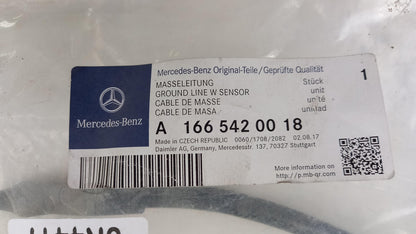 Mercedes-Benz Original-Teile/Geprüfte Qualität
MASSELEITUNG Stück 1
GROUND LINE W SENSOR unit
CABLE DE MASSE unité
CABLE DE MASA unidad
Mercedes-Benz
A 166 542 00 18
Made in CZECH REPUBLIC 0060/1708/2082 02.08.17
Daimler AG, Germany, Mercedesstr. 137, 70327 Stuttgart
http://
p.mb-qr.com